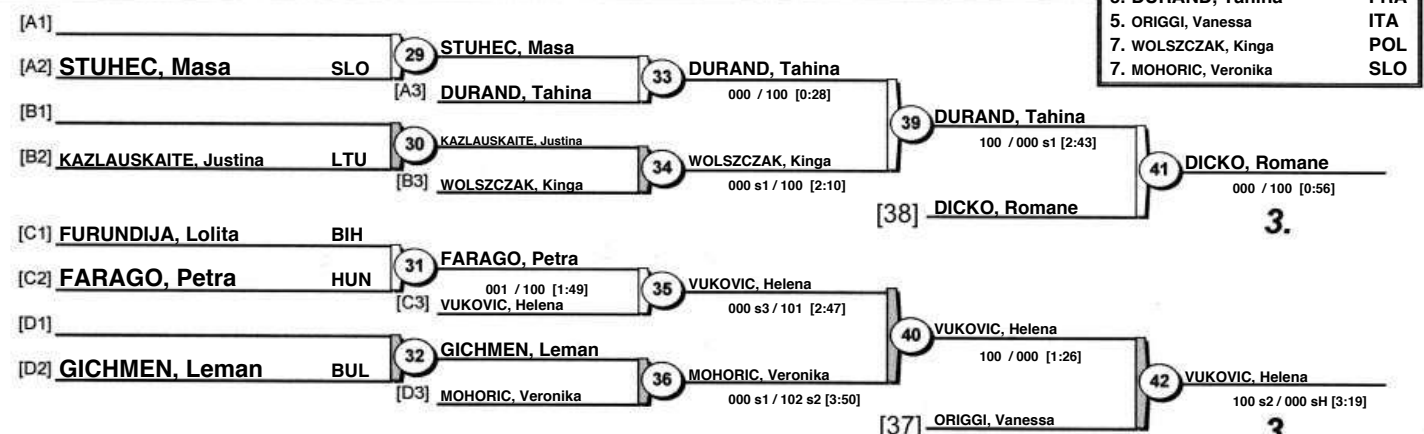 DURAND, Tahina FRA
5. ORIGGI, Vanessa ITA
7. WOLSZCZAK, Kinga POL
7. MOHORIC, Veronika SLO
[A1]
[A2] STUHEC, Masa SLO
29
STUHEC, Masa
[A3] DURAND, Tahina
33
DURAND, Tahina
000 / 100 [0:28]
[B1]
[B2] KAZLAUSKAITE, Justina LTU
30
KAZLAUSKAITE, Justina
[B3] WOLSZCZAK, Kinga
34
WOLSZCZAK, Kinga
000 s1 / 100 [2:10]
39
DURAND, Tahina
100 / 000 s1 [2:43]
[38] DICKO, Romane
41
DICKO, Romane
000 / 100 [0:56]
3.
[C1] FURUNDIJA, Lolita BIH
[C2] FARAGO, Petra HUN
31
FARAGO, Petra
001 / 100 [1:49]
[C3] VUKOVIC, Helena
35
VUKOVIC, Helena
000 s3 / 101 [2:47]
[D1]
[D2] GICHMEN, Leman BUL
32
GICHMEN, Leman
[D3] MOHORIC, Veronika
36
MOHORIC, Veronika
000 s1 / 102 s2 [3:50]
40
VUKOVIC, Helena
100 / 000 [1:26]
[37] ORIGGI, Vanessa
42
VUKOVIC, Helena
100 s2 / 000 sH [3:19]
3